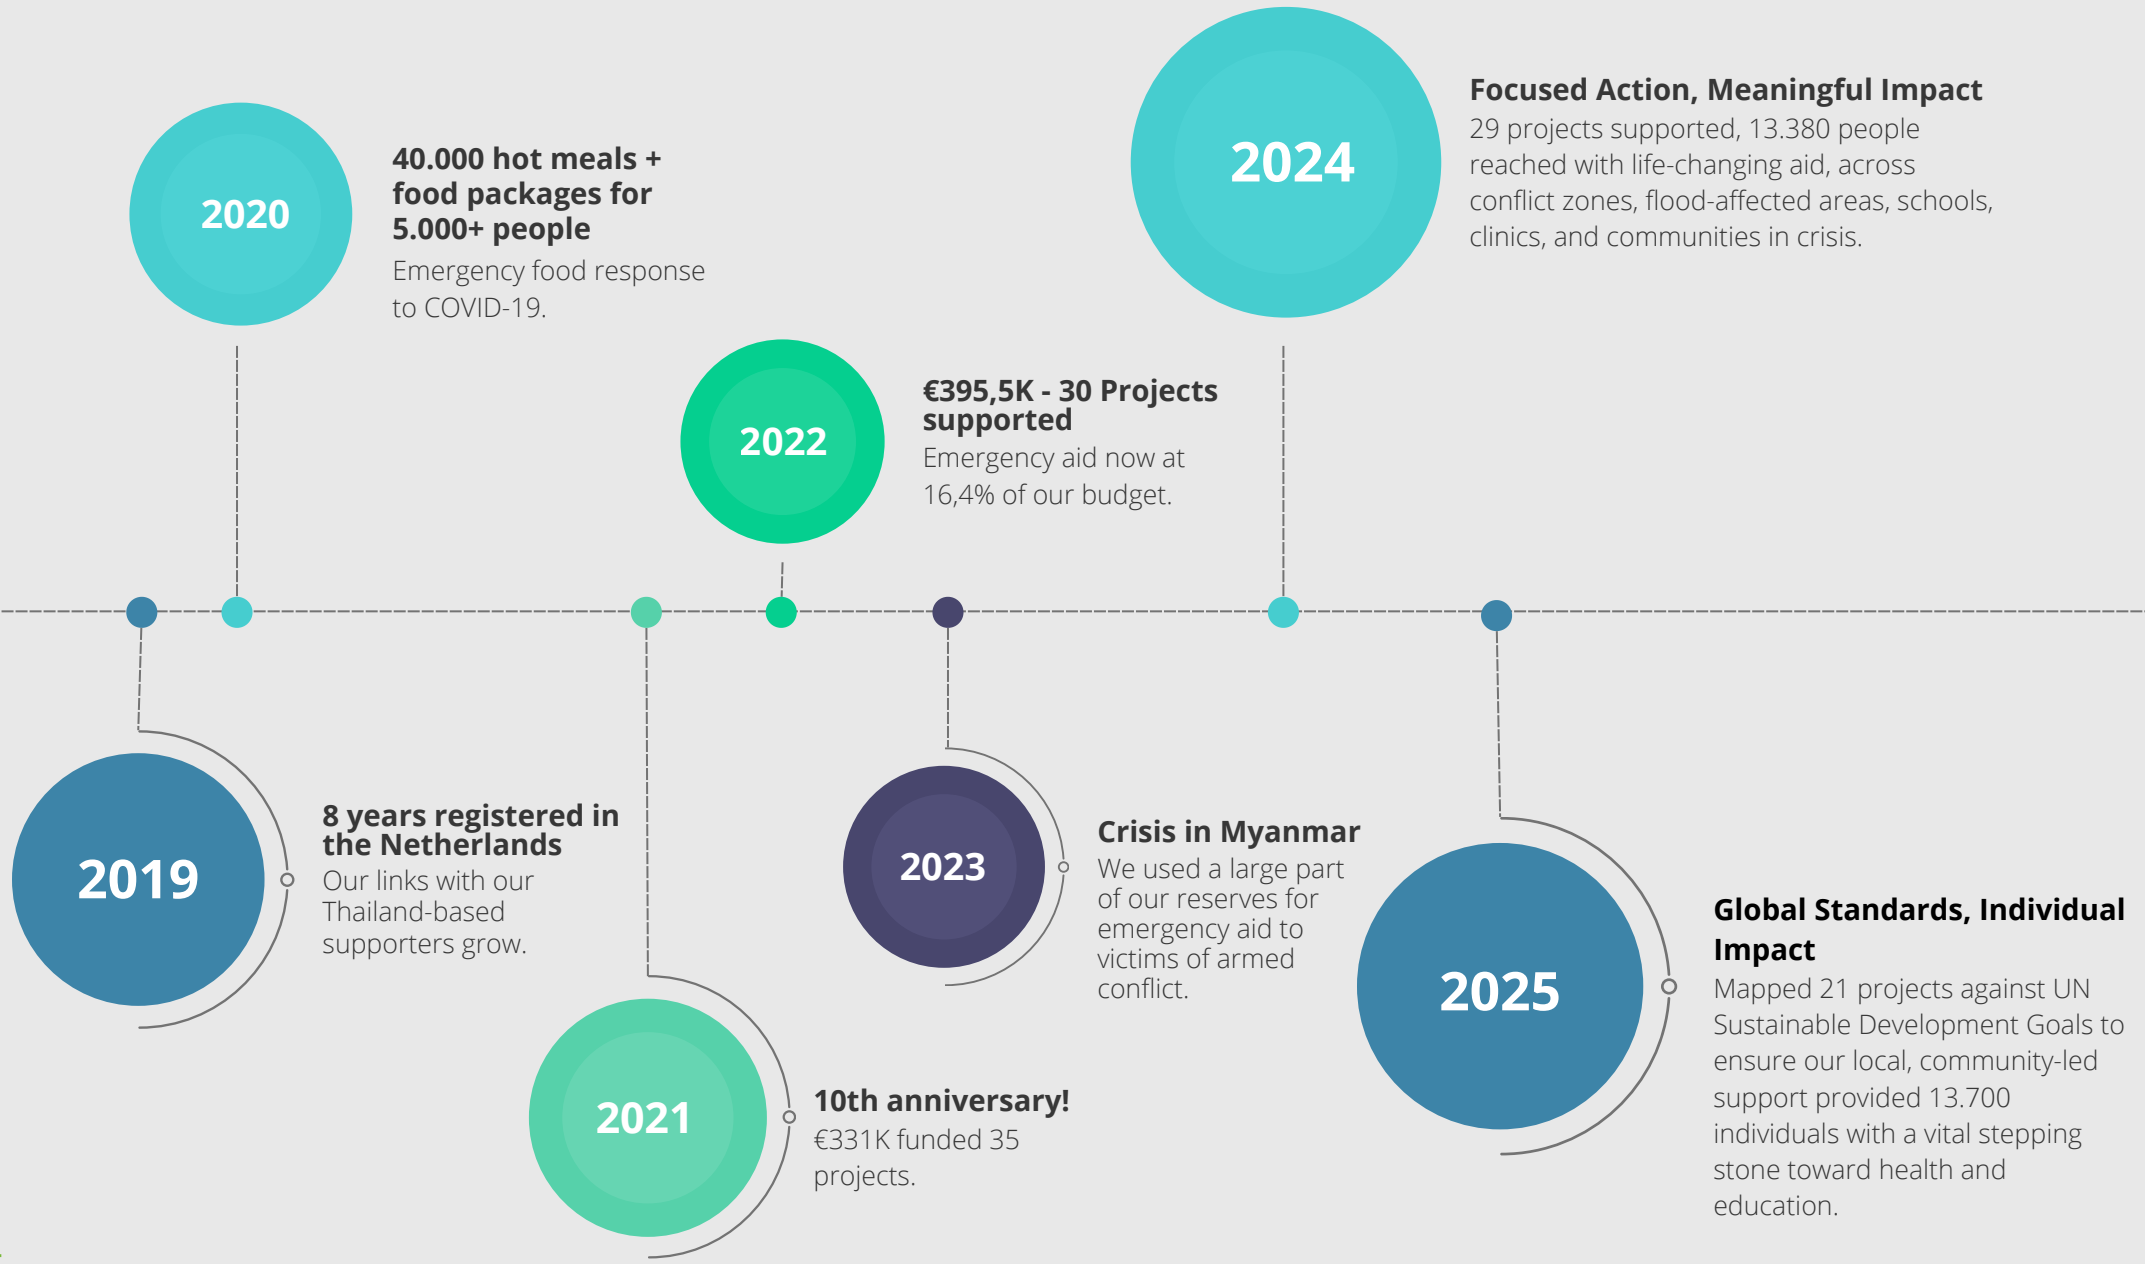 2019
8 years registered in
the Netherlands
Our links with our
Thailand-based
supporters grow.
2020
40.000 hot meals +
food packages for
5.000+ people
Emergency food response
to COVID-19.
2021
10th anniversary!
€331K funded 35
projects.
2022
€395,5K - 30 Projects
supported
Emergency aid now at
16,4% of our budget.
2023
Crisis in Myanmar
We used a large part
of our reserves for
emergency aid to
victims of armed
conflict.
2024
Focused Action, Meaningful Impact
29 projects supported, 13.380 people
reached with life-changing aid, across
conflict zones, flood-affected areas, schools,
clinics, and communities in crisis.
2025
Global Standards, Individual
Impact
Mapped 21 projects against UN
Sustainable Development Goals to
ensure our local, community-led
support provided 13.700
individuals with a vital stepping
stone toward health and
education.